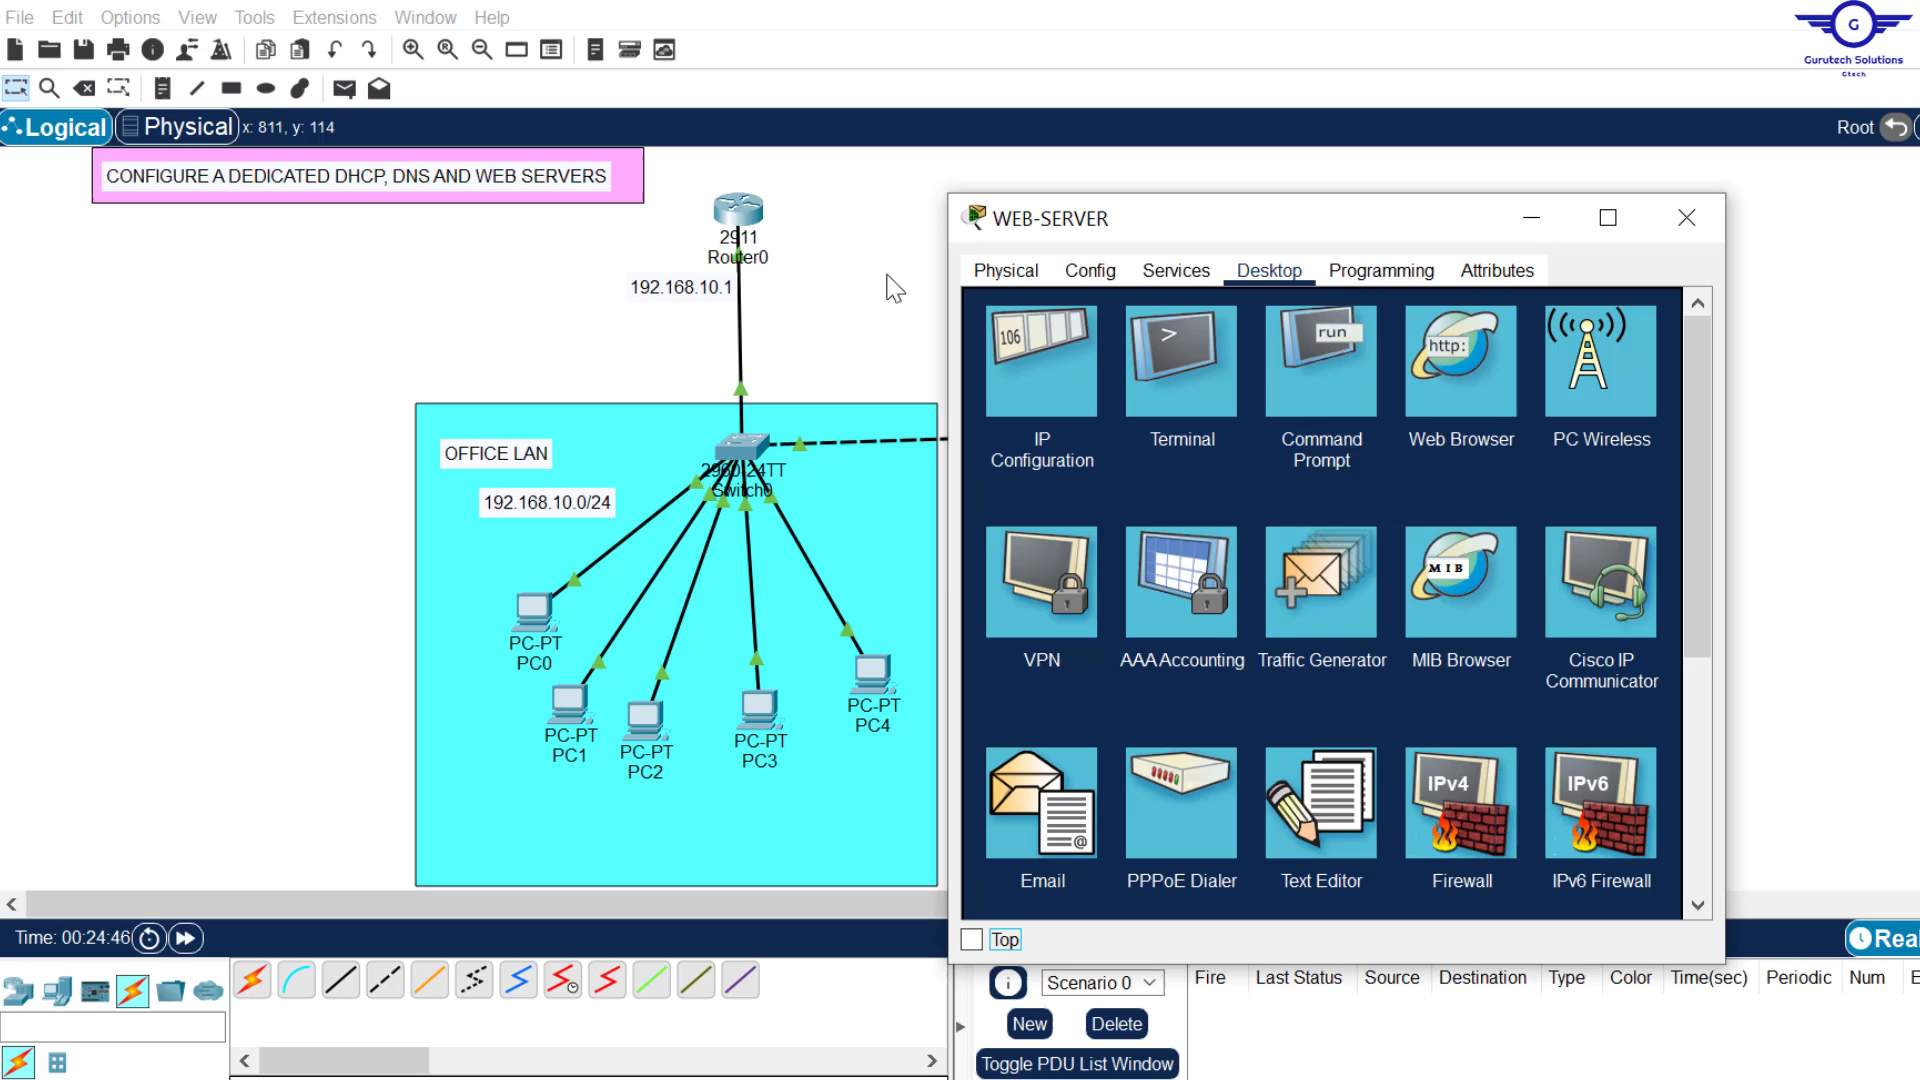 File Edit Options View Tools Extensions Window Help
G
Gurutech Solutions
Gtech
Logical Physical x: 811, y: 114 Root
CONFIGURE A DEDICATED DHCP, DNS AND WEB SERVERS
2911
Router0
192.168.10.1
OFFICE LAN
192.168.10.0/24
2960-24TT
Switch0
PC-PT
PC0
PC-PT
PC1
PC-PT
PC2
PC-PT
PC3
PC-PT
PC4
WEB-SERVER
Physical Config Services Desktop Programming Attributes
106
>
run
http:
IP
Configuration
Terminal
Command
Prompt
Web Browser
PC Wireless
MIB
VPN
AAA Accounting
Traffic Generator
MIB Browser
Cisco IP
Communicator
@
IPv4
IPv6
Email
PPPoE Dialer
Text Editor
Firewall
IPv6 Firewall
Top
Time: 00:24:46
Real
Scenario 0
New Delete
Toggle PDU List Window
Fire Last Status Source Destination Type Color Time(sec) Periodic Num E